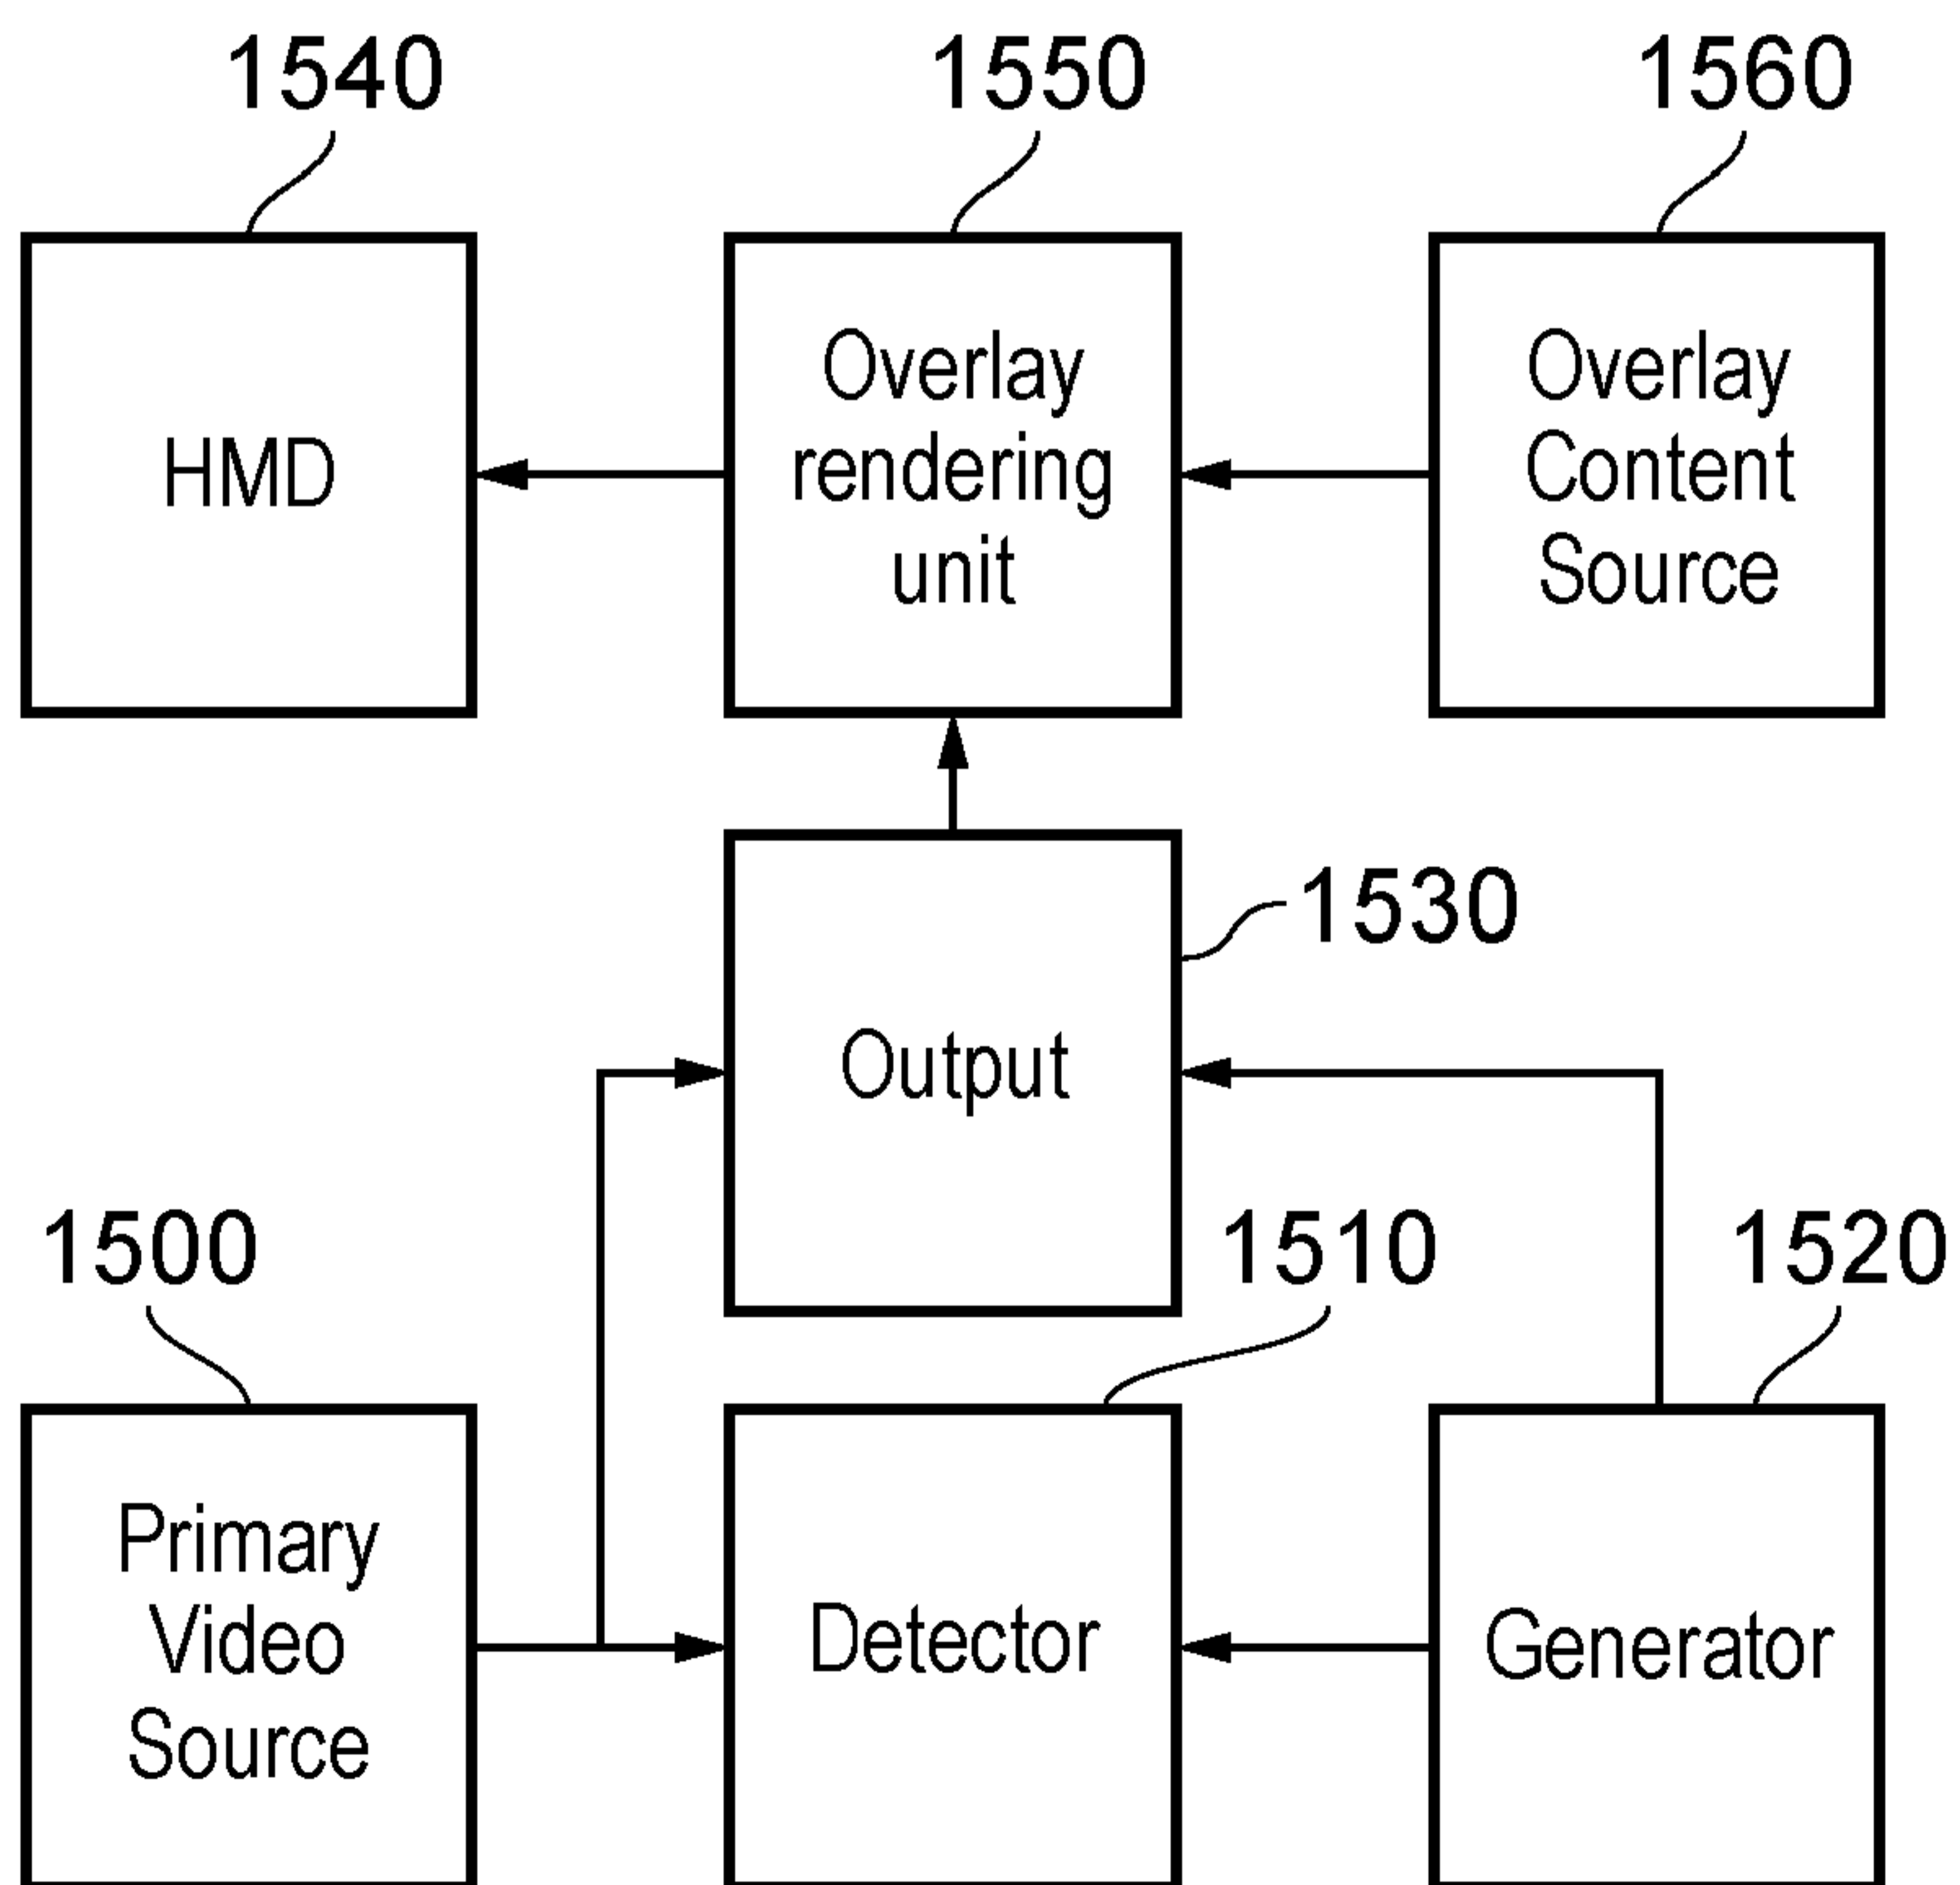 1540
1550
1560
HMD
Overlay
rendering
unit
Overlay
Content
Source
1530
Output
1500
1510
1520
Primary
Video
Source
Detector
Generator